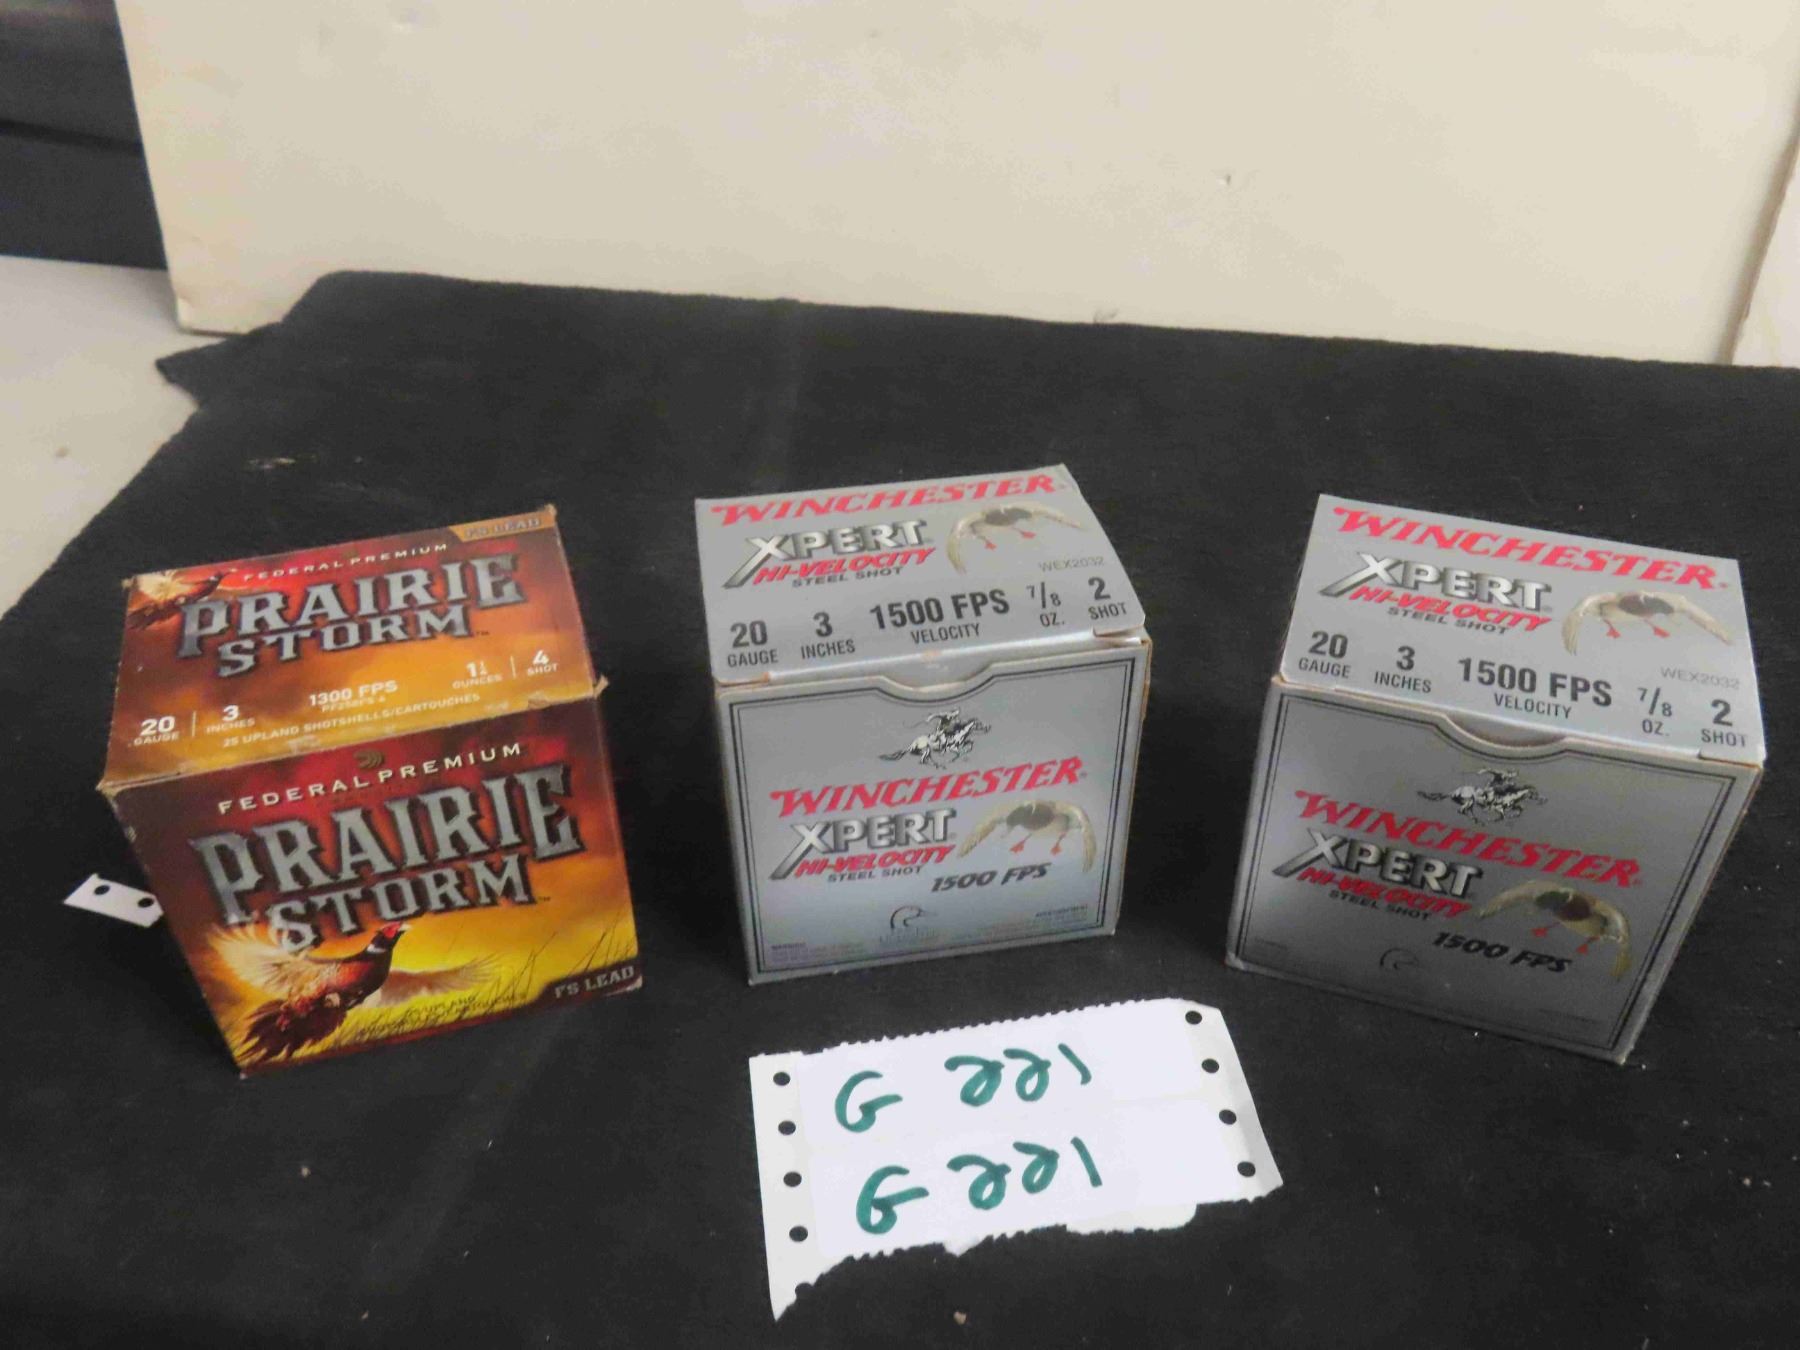 FS LEAD
FEDERAL PREMIUM
PRAIRIE
STORM™
20 GAUGE | 3 INCHES 1300 FPS 1¼ OUNCES | 4 SHOT
25 UPLAND SHOTSHELLS/CARTOUCHES
FEDERAL PREMIUM
PRAIRIE
STORM™
FS LEAD
WINCHESTER
XPERT
HI-VELOCITY
STEEL SHOT
WEX2032
20 GAUGE 3 INCHES 1500 FPS VELOCITY 7/8 OZ. 2 SHOT
WINCHESTER
XPERT
HI-VELOCITY
STEEL SHOT
1500 FPS
WINCHESTER
XPERT
HI-VELOCITY
STEEL SHOT
WEX2032
20 GAUGE 3 INCHES 1500 FPS VELOCITY 7/8 OZ. 2 SHOT
WINCHESTER
XPERT
HI-VELOCITY
STEEL SHOT
1500 FPS
G 221
G 221